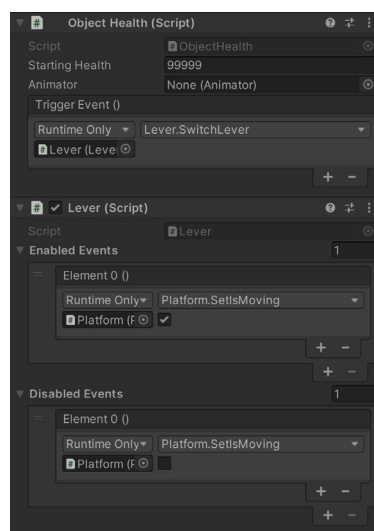 # Object Health (Script)
Script # ObjectHealth
Starting Health 99999
Animator None (Animator)
Trigger Event ()
Runtime Only Lever.SwitchLever
# Lever (Leve
+ -
# Lever (Script)
Script # Lever
Enabled Events 1
= Element 0 ()
Runtime Only Platform.SetIsMoving
# Platform (F
+ -
+ -
Disabled Events 1
= Element 0 ()
Runtime Only Platform.SetIsMoving
# Platform (F
+ -
+ -